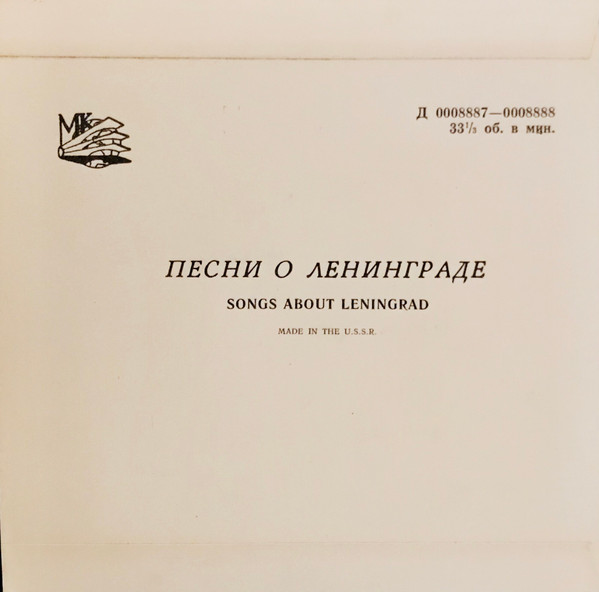 МК
Д 0008887—0008888
33⅓ об. в мин.
ПЕСНИ О ЛЕНИНГРАДЕ
SONGS ABOUT LENINGRAD
MADE IN THE U.S.S.R.